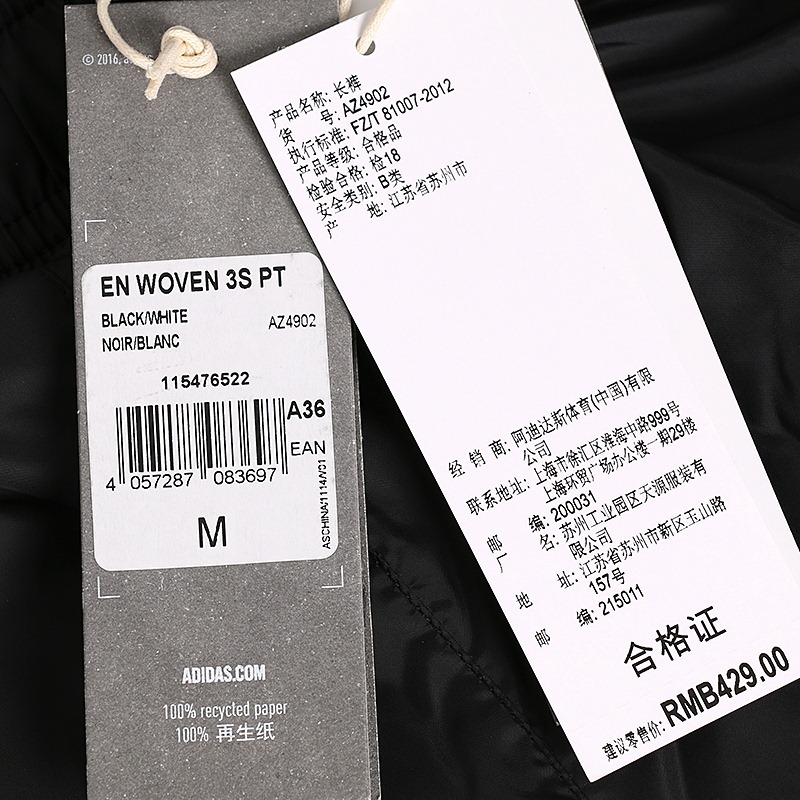 © 2016, a
EN WOVEN 3S PT
BLACK/WHITE AZ4902
NOIR/BLANC
115476522
A36
EAN
4 057287 083697
ASCHINA/1114/V01
M
ADIDAS.COM
100% recycled paper
100% 再生纸
产品名称: 长裤
货 号: AZ4902
执行标准: FZ/T 81007-2012
产品等级: 合格品
检验合格: 检18
安全类别: B类
产 地: 江苏省苏州市
经 销 商: 阿迪达斯体育(中国)有限
公司
联系地址: 上海市徐汇区淮海中路999号
上海环贸广场办公楼一期29楼
邮 编: 200031
厂 名: 苏州工业园区天源服装有
限公司
地 址: 江苏省苏州市新区玉山路
157号
邮 编: 215011
合格证
建议零售价: RMB429.00